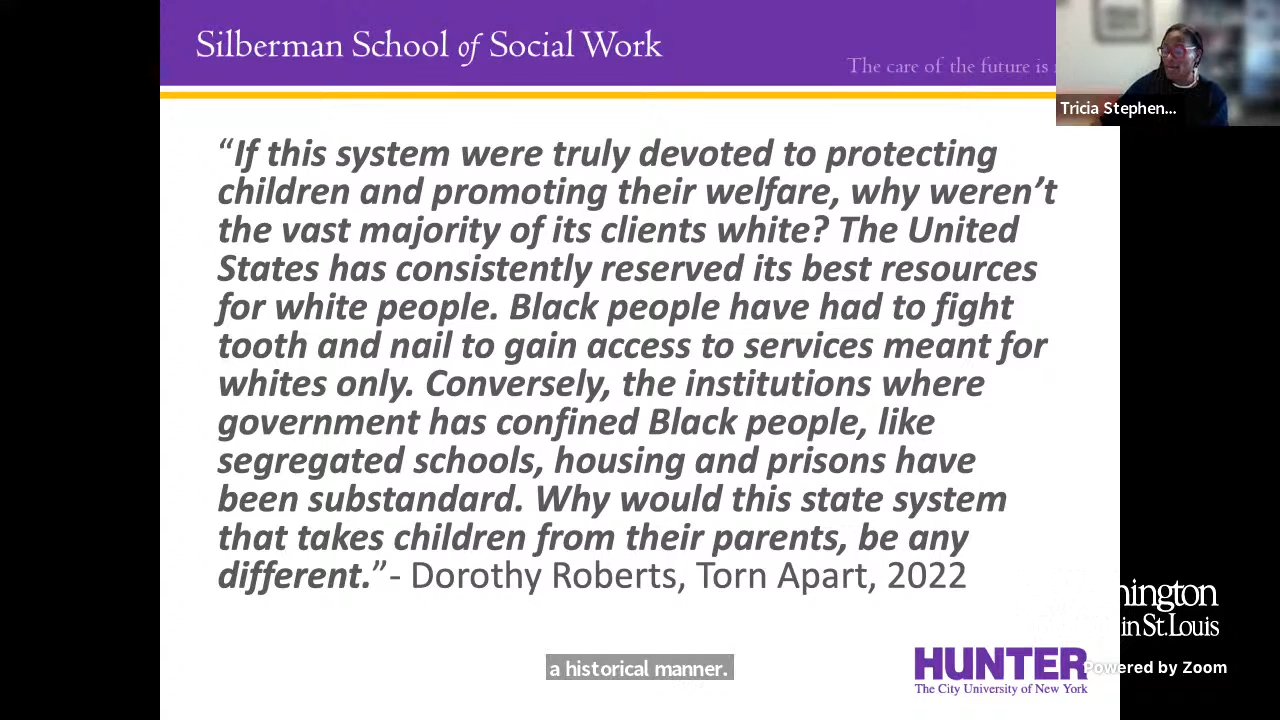 Silberman School of Social Work
The care of the future is
Tricia Stephen...
“If this system were truly devoted to protecting
children and promoting their welfare, why weren’t
the vast majority of its clients white? The United
States has consistently reserved its best resources
for white people. Black people have had to fight
tooth and nail to gain access to services meant for
whites only. Conversely, the institutions where
government has confined Black people, like
segregated schools, housing and prisons have
been substandard. Why would this state system
that takes children from their parents, be any
different.”- Dorothy Roberts, Torn Apart, 2022
hington
in St. Louis
a historical manner.
HUNTER
Powered by Zoom
The City University of New York